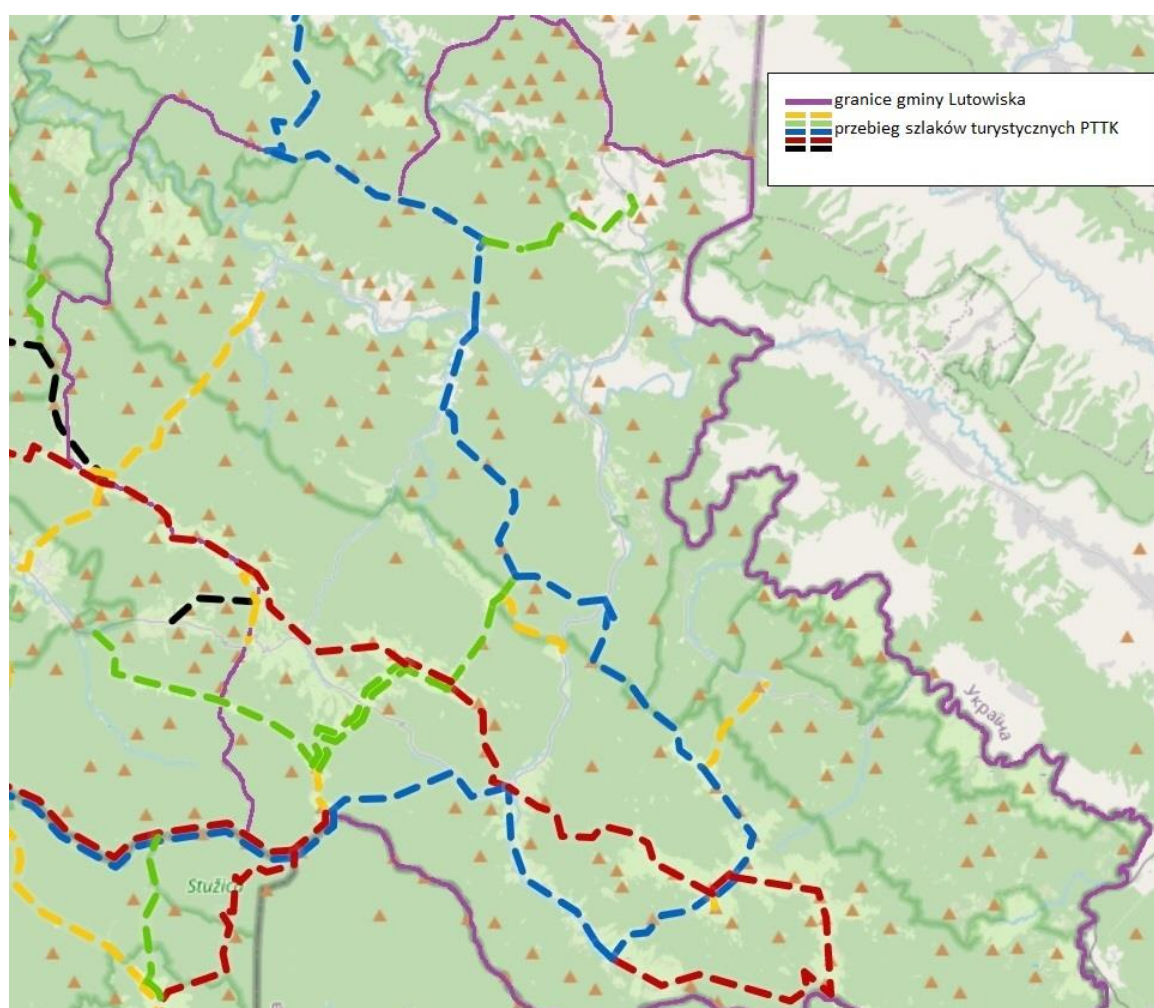 granice gminy Lutowiska
przebieg szlaków turystycznych PTTK
Україна
Stužica